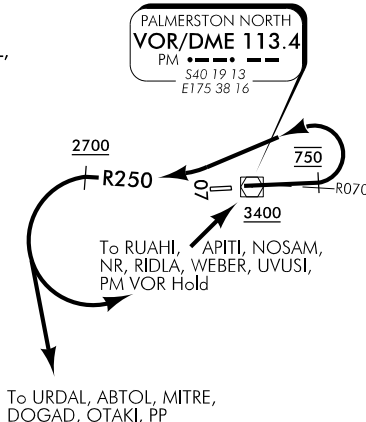 PALMERSTON NORTH
VOR/DME 113.4
PM
S40 19 13
E175 38 16
2700
R250
750
R070
07
3400
To RUAHI, APITI, NOSAM,
NR, RIDLA, WEBER, UVUSI,
PM VOR Hold
To URDAL, ABTOL, MITRE,
DOGAD, OTAKI, PP